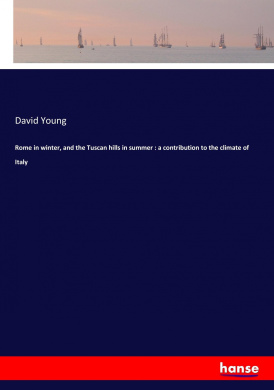 David Young
Rome in winter, and the Tuscan hills in summer : a contribution to the climate of
Italy
hanse